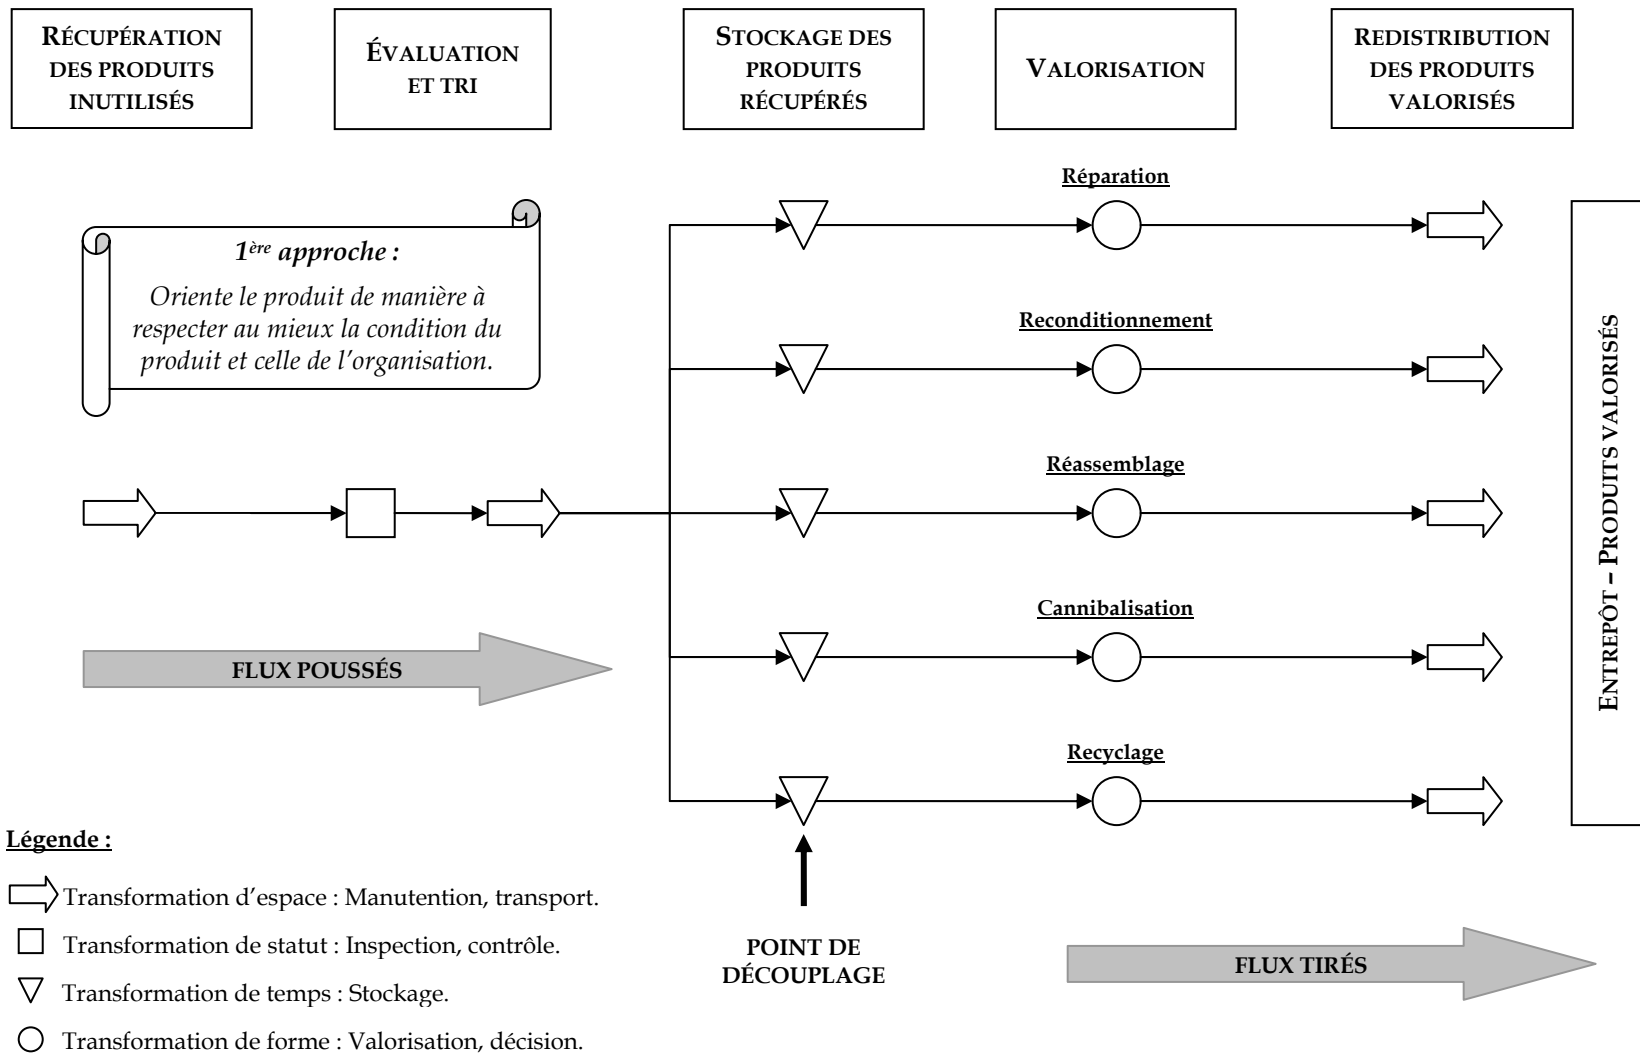 RÉCUPÉRATION
DES PRODUITS
INUTILISÉS
ÉVALUATION
ET TRI
STOCKAGE DES
PRODUITS
RÉCUPÉRÉS
VALORISATION
REDISTRIBUTION
DES PRODUITS
VALORISÉS
1ère approche :
Oriente le produit de manière à
respecter au mieux la condition du
produit et celle de l'organisation.
Réparation
Reconditionnement
Réassemblage
Cannibalisation
Recyclage
ENTREPÔT – PRODUITS VALORISÉS
FLUX POUSSÉS
Légende :
Transformation d'espace : Manutention, transport.
Transformation de statut : Inspection, contrôle.
Transformation de temps : Stockage.
Transformation de forme : Valorisation, décision.
POINT DE
DÉCOUPLAGE
FLUX TIRÉS